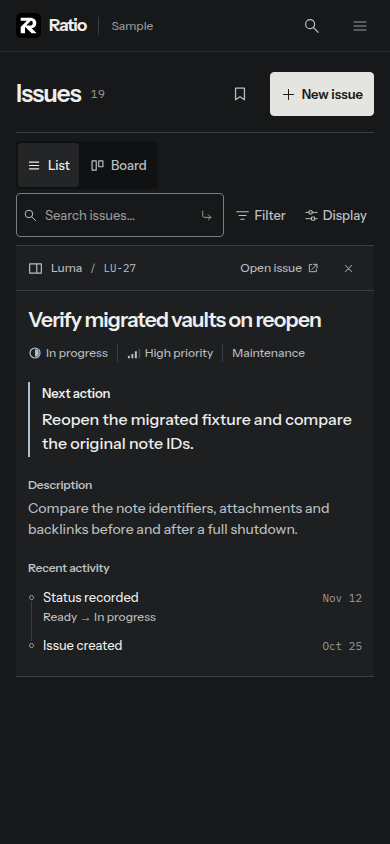 Ratio Sample
Issues 19
New issue
List Board
Search issues...
Filter Display
Luma / LU-27 Open issue
Verify migrated vaults on reopen
In progress High priority Maintenance
Next action
Reopen the migrated fixture and compare
the original note IDs.
Description
Compare the note identifiers, attachments and
backlinks before and after a full shutdown.
Recent activity
Status recorded Nov 12
Ready → In progress
Issue created Oct 25